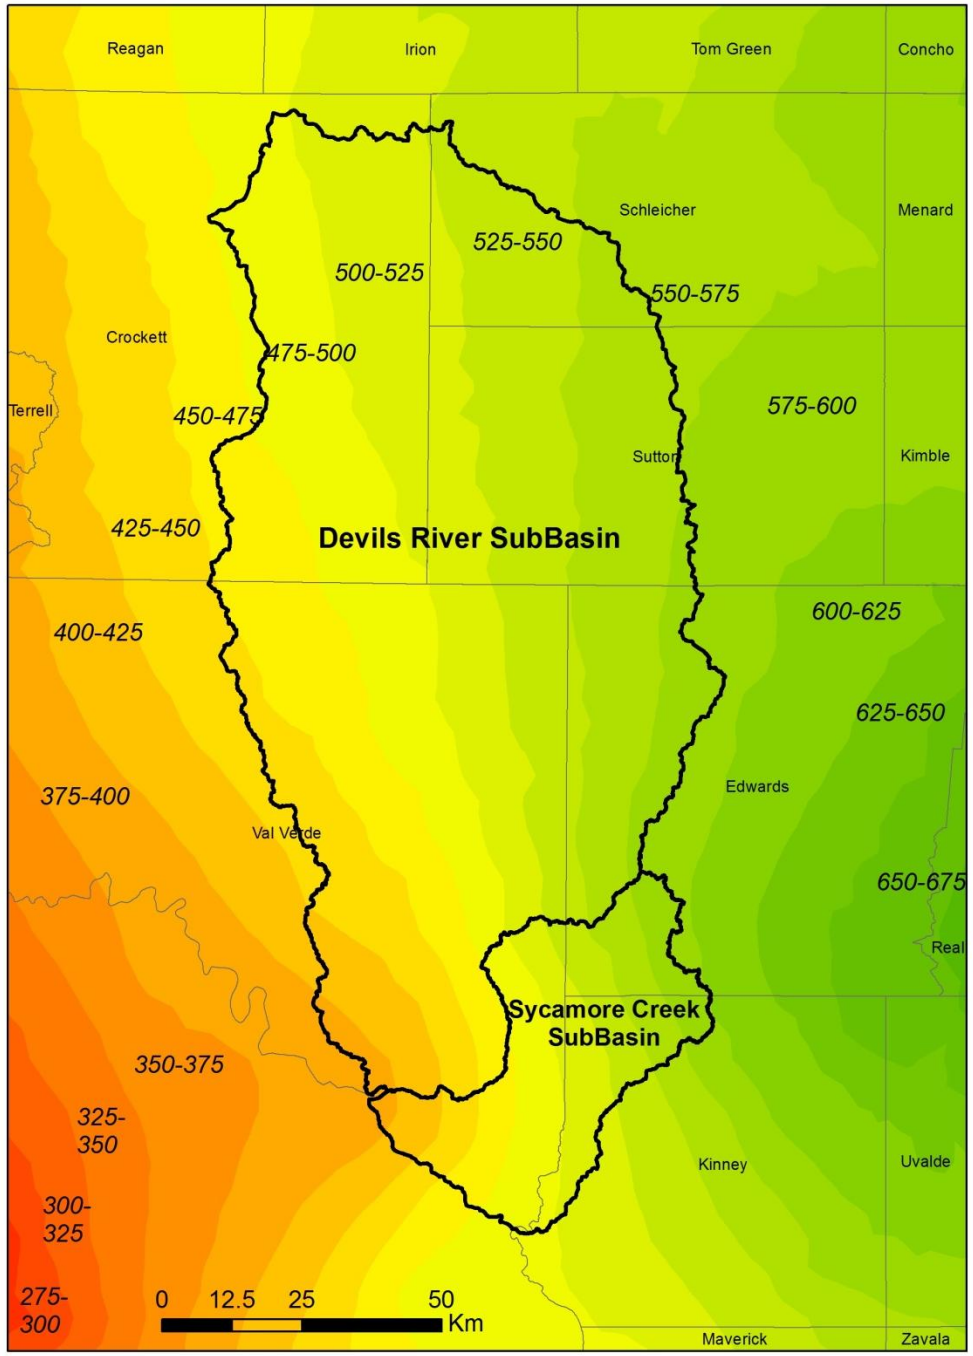 Reagan
Irion
Tom Green
Concho
Schleicher
Menard
525-550
500-525
550-575
Crockett
475-500
Terrell
450-475
575-600
Sutton
Kimble
425-450
Devils River SubBasin
400-425
600-625
625-650
375-400
Edwards
Val Verde
650-675
Real
Sycamore Creek
SubBasin
350-375
325-
350
Kinney
Uvalde
300-
325
275-
300
0 12.5 25 50
Km
Maverick
Zavala